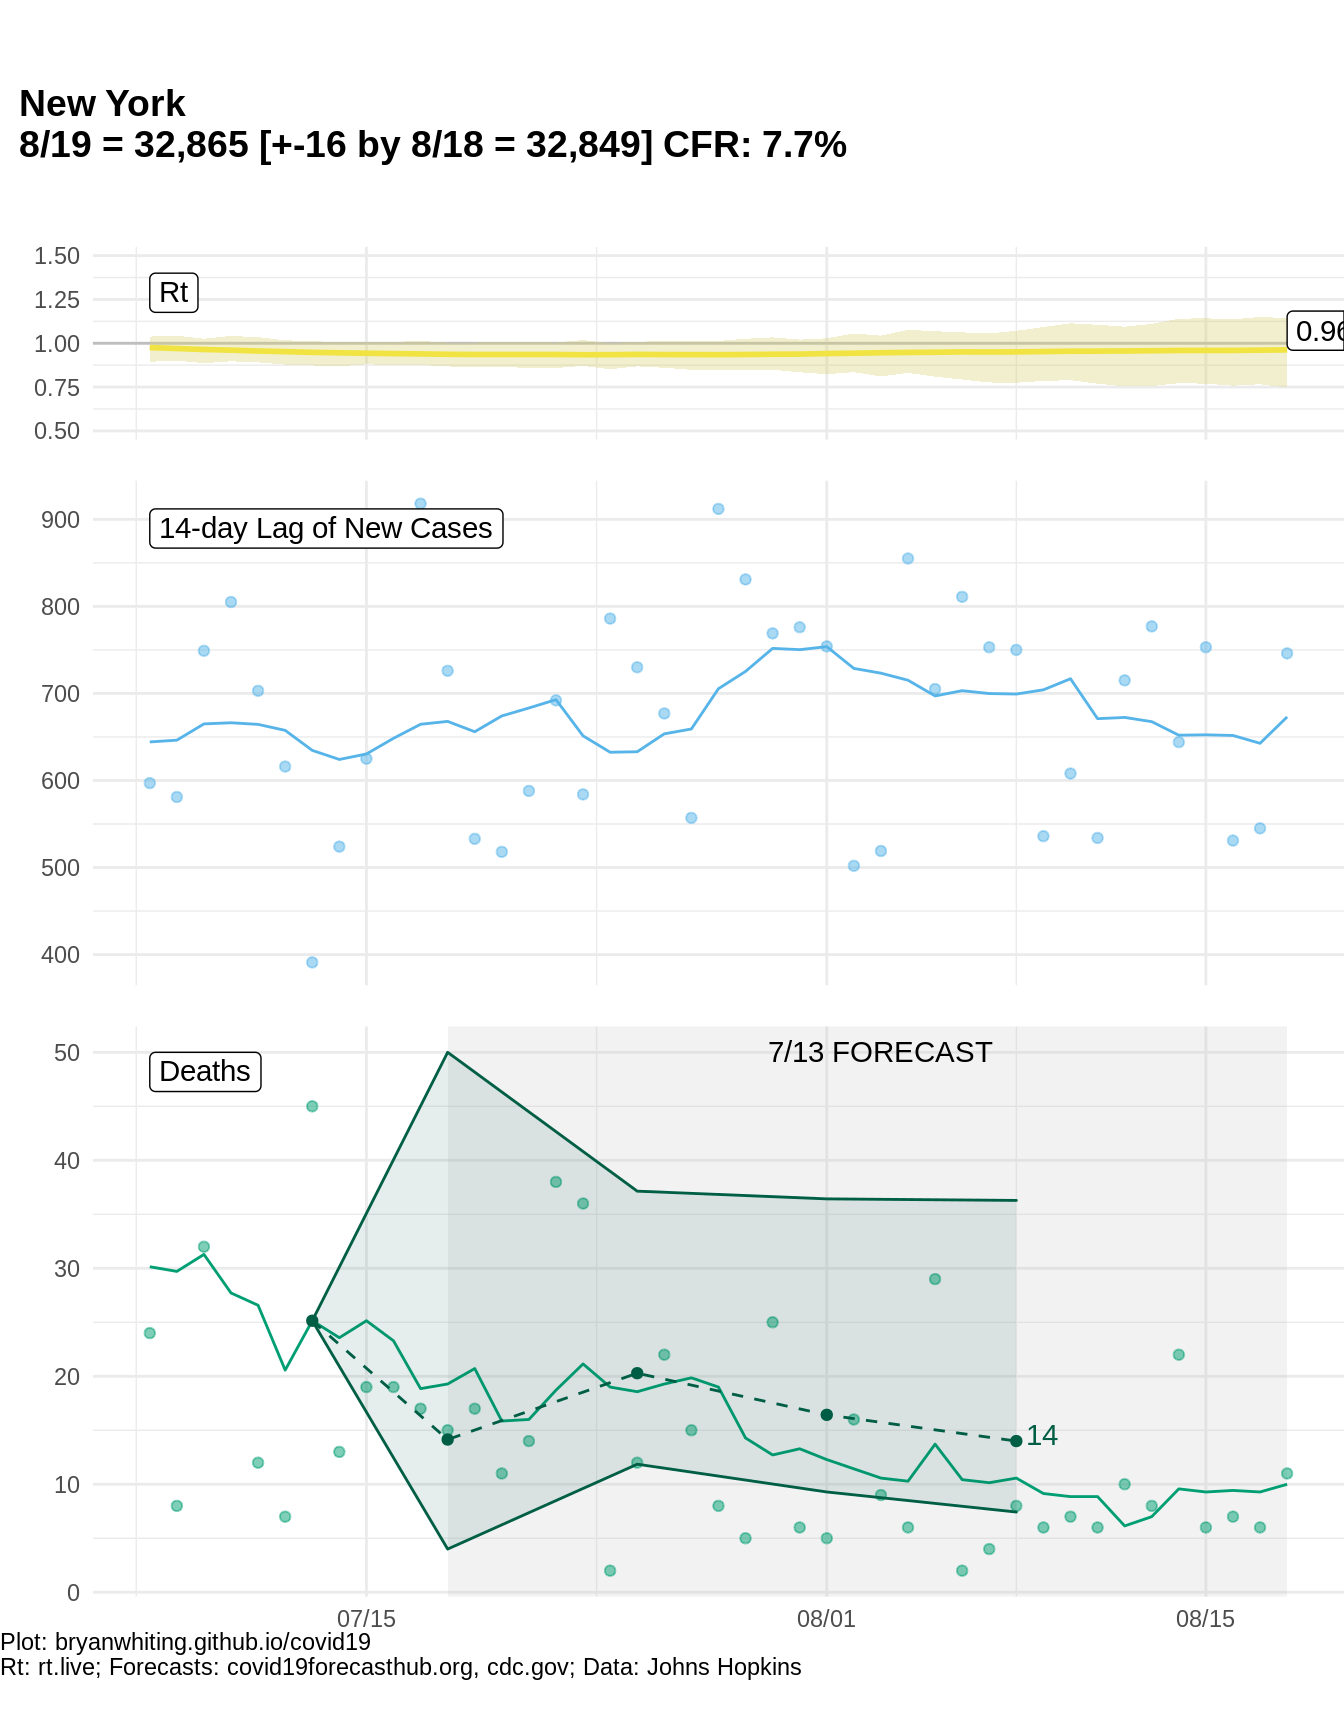 New York
8/19 = 32,865 [+-16 by 8/18 = 32,849] CFR: 7.7%
1.50
1.25
1.00
0.75
0.50
Rt
0.96
900
800
700
600
500
400
14-day Lag of New Cases
50
40
30
20
10
0
Deaths
7/13 FORECAST
14
07/15
08/01
08/15
Plot: bryanwhiting.github.io/covid19
Rt: rt.live; Forecasts: covid19forecasthub.org, cdc.gov; Data: Johns Hopkins